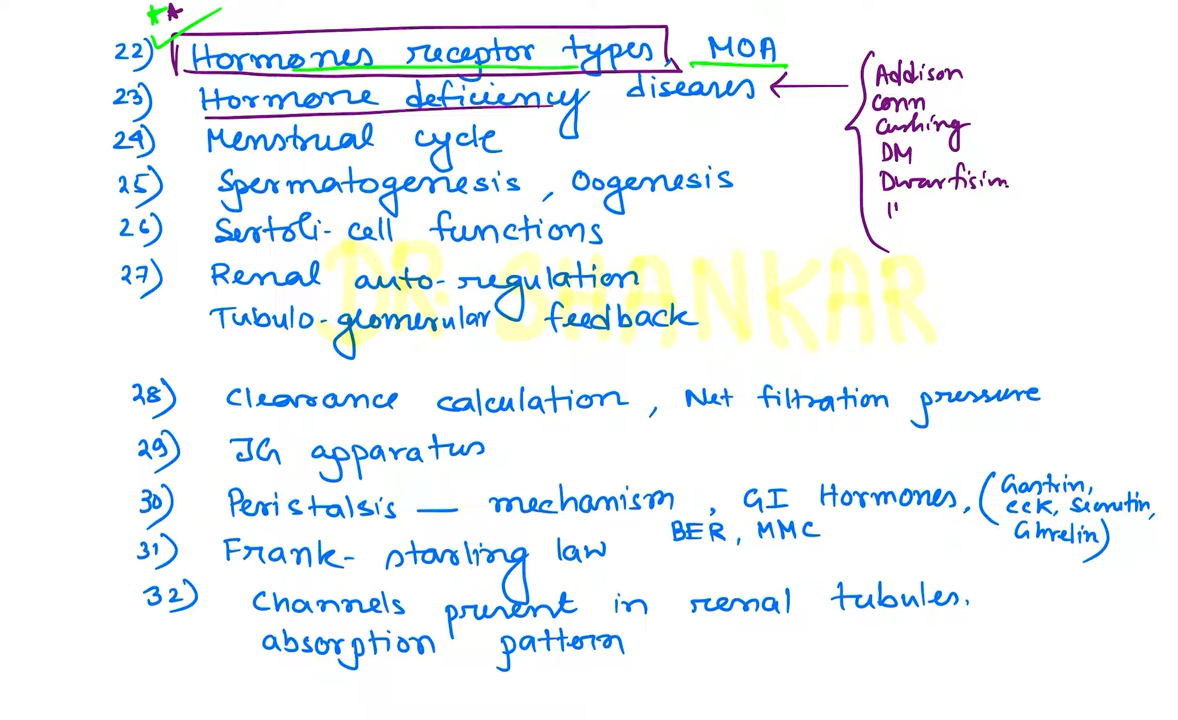 22) Hormones receptor types, MOA
23) Hormone deficiency diseases ←
Addison
Conn
Cushing
DM
Dwarfisim
"
24) Menstrual cycle
25) Spermatogenesis, Oogenesis
26) Sertoli-cell functions
27) Renal auto-regulation
Tubulo-glomerular feedback
DR. SHANKAR
28) Clearance calculation, Net filtration pressure
29) JG apparatus
30) Peristalsis — mechanism, GI Hormones, (Gastrin,
CCK, Secretin,
Ghrelin)
BER, MMC
31) Frank-starling law
32) Channels present in renal tubules.
absorption pattern